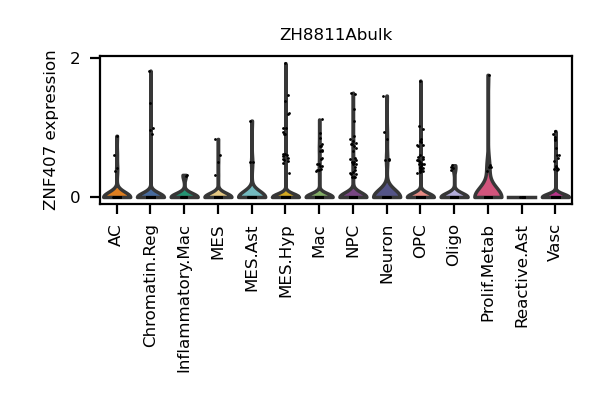 ZH8811Abulk
ZNF407 expression
2
0
AC
Chromatin.Reg
Inflammatory.Mac
MES
MES.Ast
MES.Hyp
Mac
NPC
Neuron
OPC
Oligo
Prolif.Metab
Reactive.Ast
Vasc